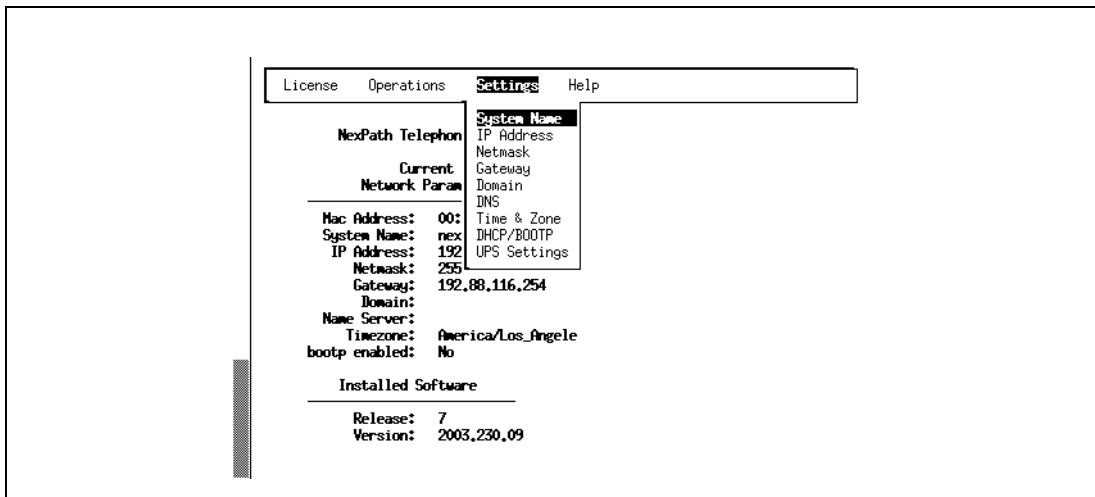 License Operations Settings Help
System Name
IP Address
Netmask
Gateway
Domain
DNS
Time & Zone
DHCP/BOOTP
UPS Settings
NexPath Telephon
Current
Network Param
Mac Address: 00:
System Name: nex
IP Address: 192
Netmask: 255
Gateway: 192.88.116.254
Domain:
Name Server:
Timezone: America/Los_Angele
bootp enabled: No
Installed Software
Release: 7
Version: 2003.230.09